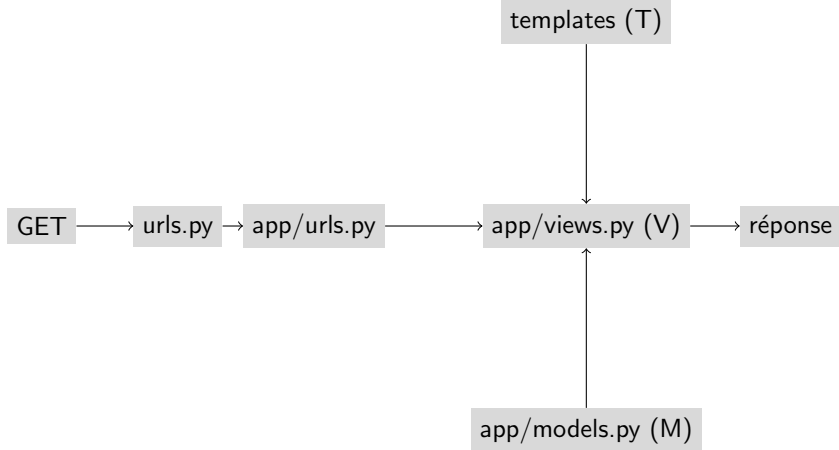 templates (T)
GET
urls.py
app/urls.py
app/views.py (V)
réponse
app/models.py (M)